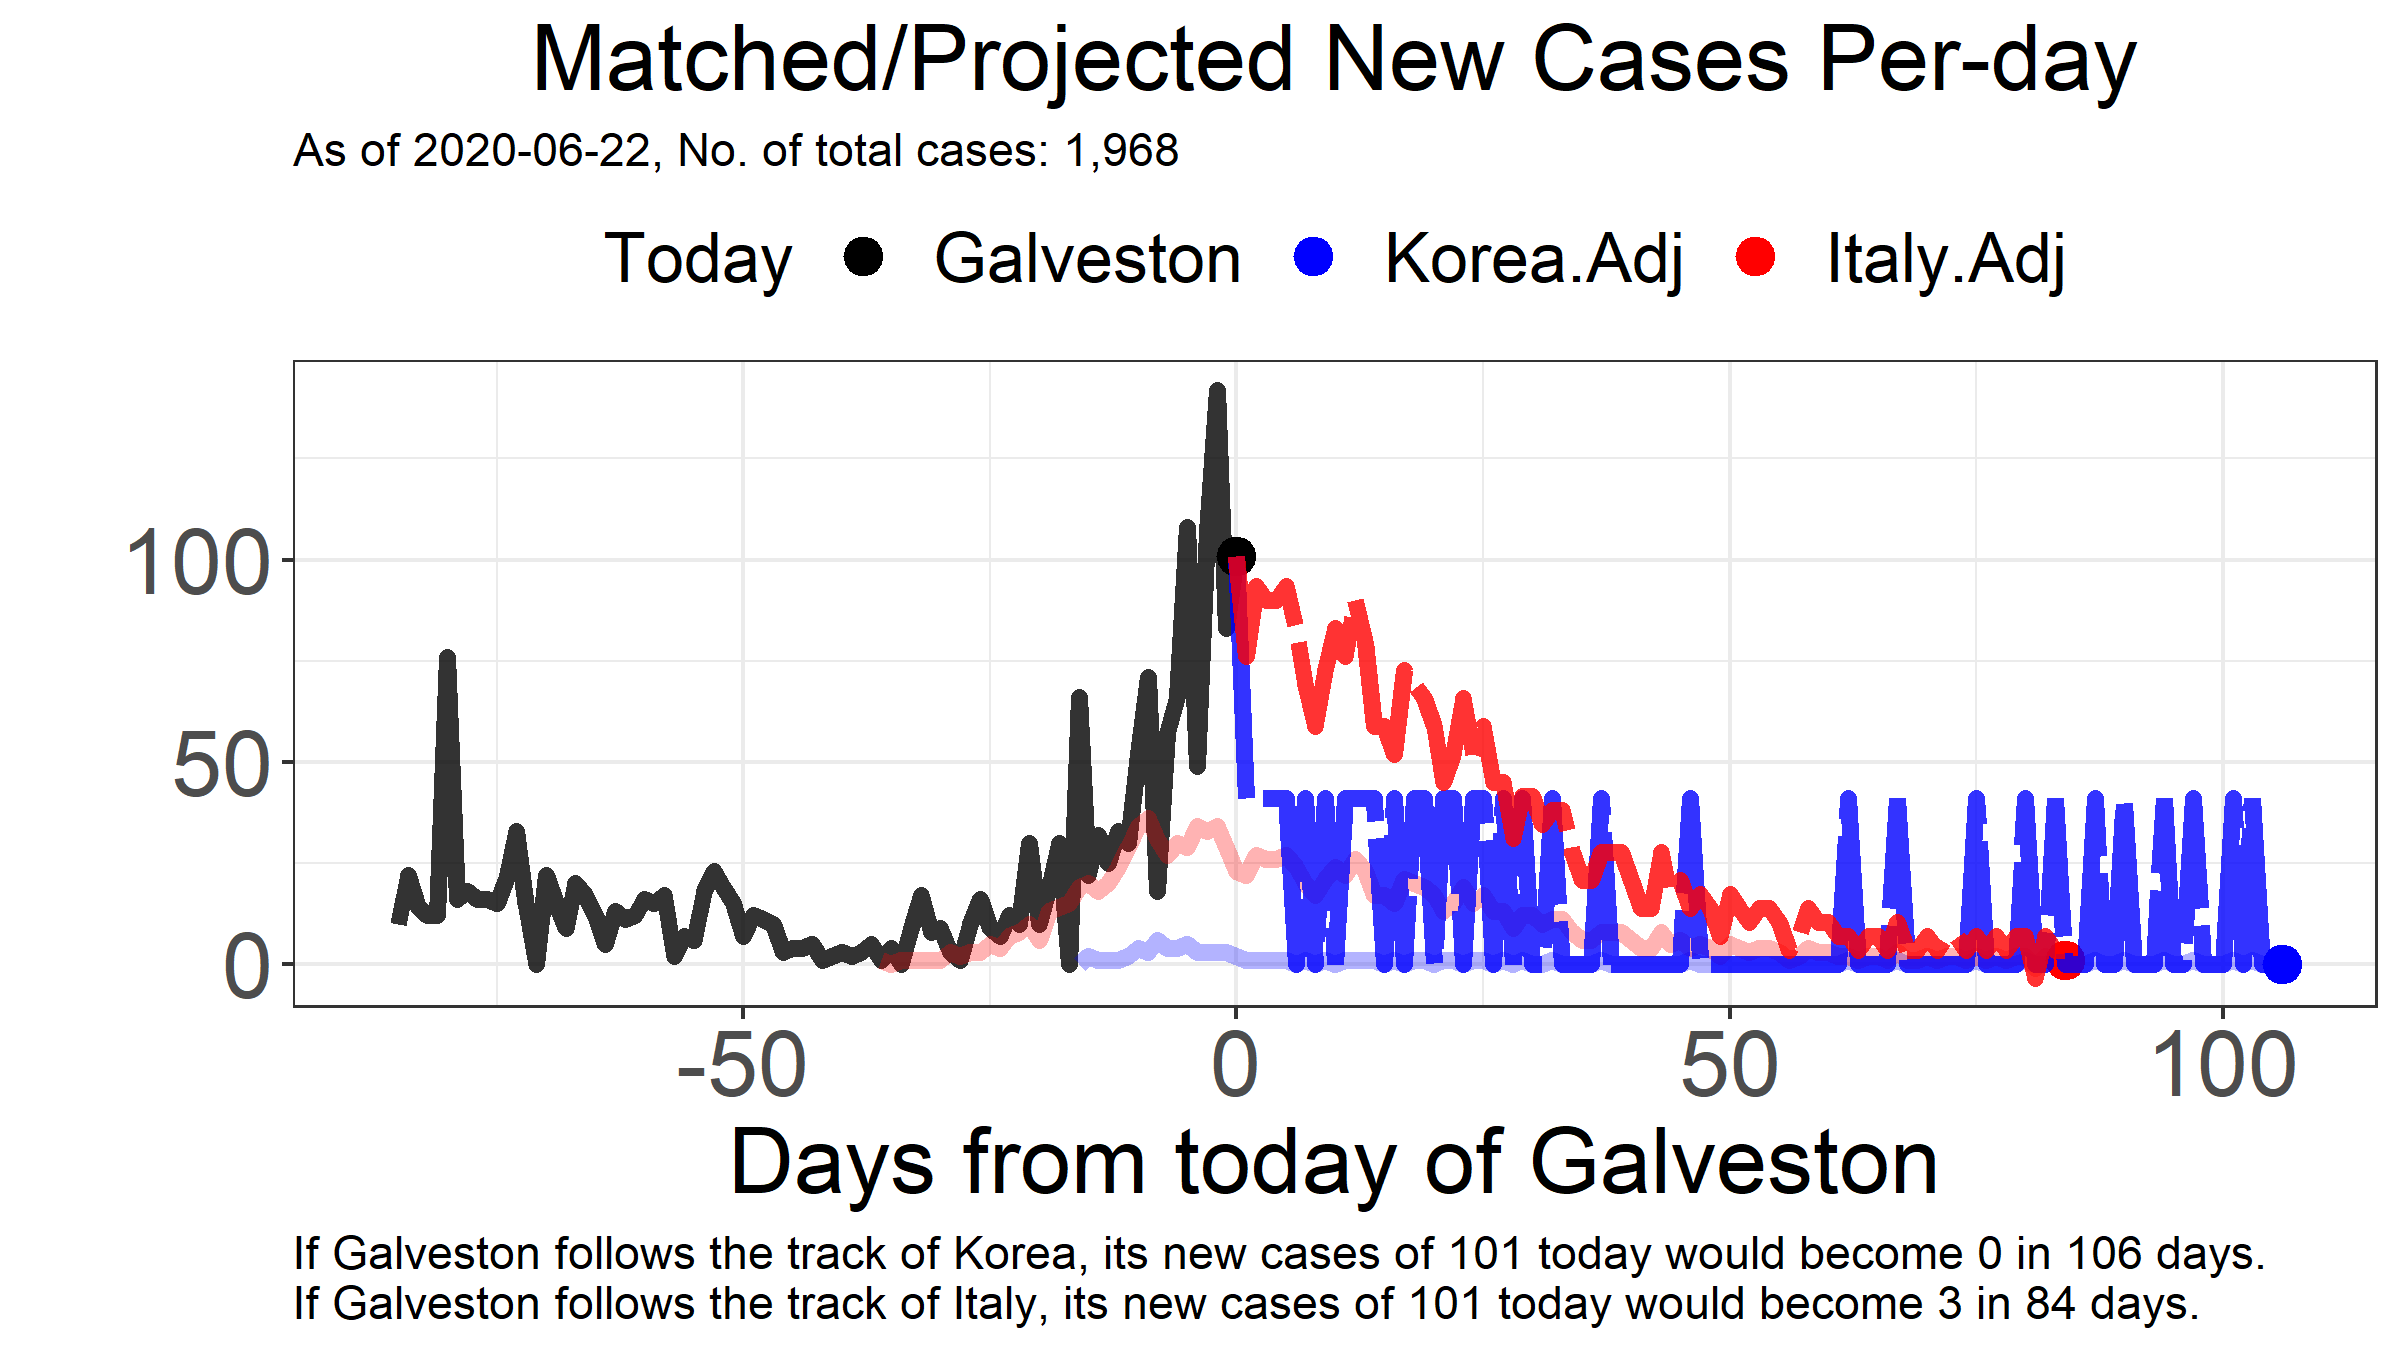 Matched/Projected New Cases Per-day
As of 2020-06-22, No. of total cases: 1,968
Today Galveston Korea.Adj Italy.Adj
100
50
0
-50 0 50 100
Days from today of Galveston
If Galveston follows the track of Korea, its new cases of 101 today would become 0 in 106 days.
If Galveston follows the track of Italy, its new cases of 101 today would become 3 in 84 days.